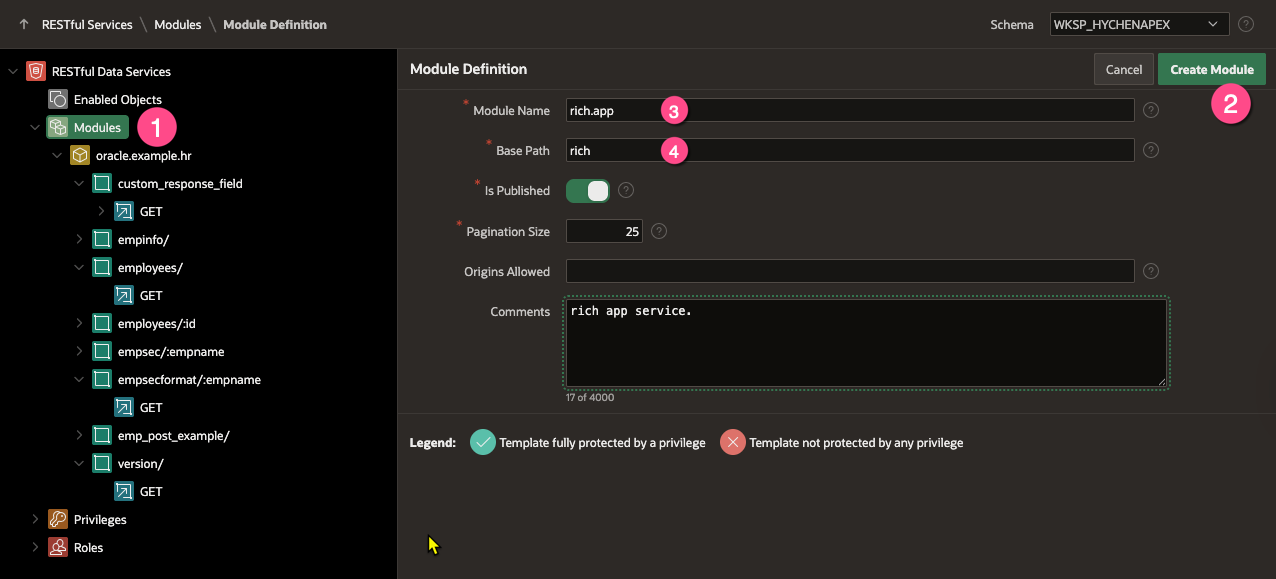 RESTful Services \ Modules \ Module Definition
Schema WKSP_HYCHENAPEX ?
RESTful Data Services
Enabled Objects
Modules 1
oracle.example.hr
custom_response_field
GET
empinfo/
employees/
GET
employees/:id
empsec/:empname
empsecformat/:empname
GET
emp_post_example/
version/
GET
Privileges
Roles
Module Definition
Cancel
Create Module
2
* Module Name rich.app 3 ?
* Base Path rich 4 ?
* Is Published ?
* Pagination Size 25 ?
Origins Allowed ?
Comments rich app service.
17 of 4000
Legend: Template fully protected by a privilege Template not protected by any privilege